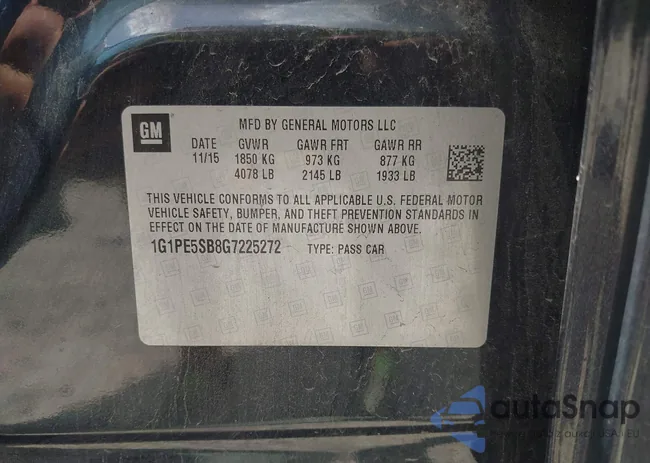 GM
MFD BY GENERAL MOTORS LLC
DATE GVWR GAWR FRT GAWR RR
11/15 1850 KG 973 KG 877 KG
4078 LB 2145 LB 1933 LB
THIS VEHICLE CONFORMS TO ALL APPLICABLE U.S. FEDERAL MOTOR
VEHICLE SAFETY, BUMPER, AND THEFT PREVENTION STANDARDS IN
EFFECT ON THE DATE OF MANUFACTURE SHOWN ABOVE.
1G1PE5SB8G7225272 TYPE: PASS CAR
autoSnap